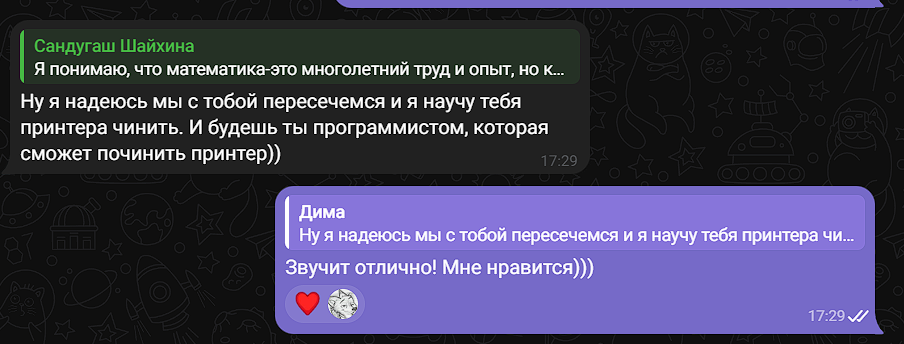 Сандугаш Шайхина
Я понимаю, что математика-это многолетний труд и опыт, но к...
Ну я надеюсь мы с тобой пересечемся и я научу тебя
принтера чинить. И будешь ты программистом, которая
сможет починить принтер))
17:29
Дима
Ну я надеюсь мы с тобой пересечемся и я научу тебя принтера чи...
Звучит отлично! Мне нравится)))
17:29